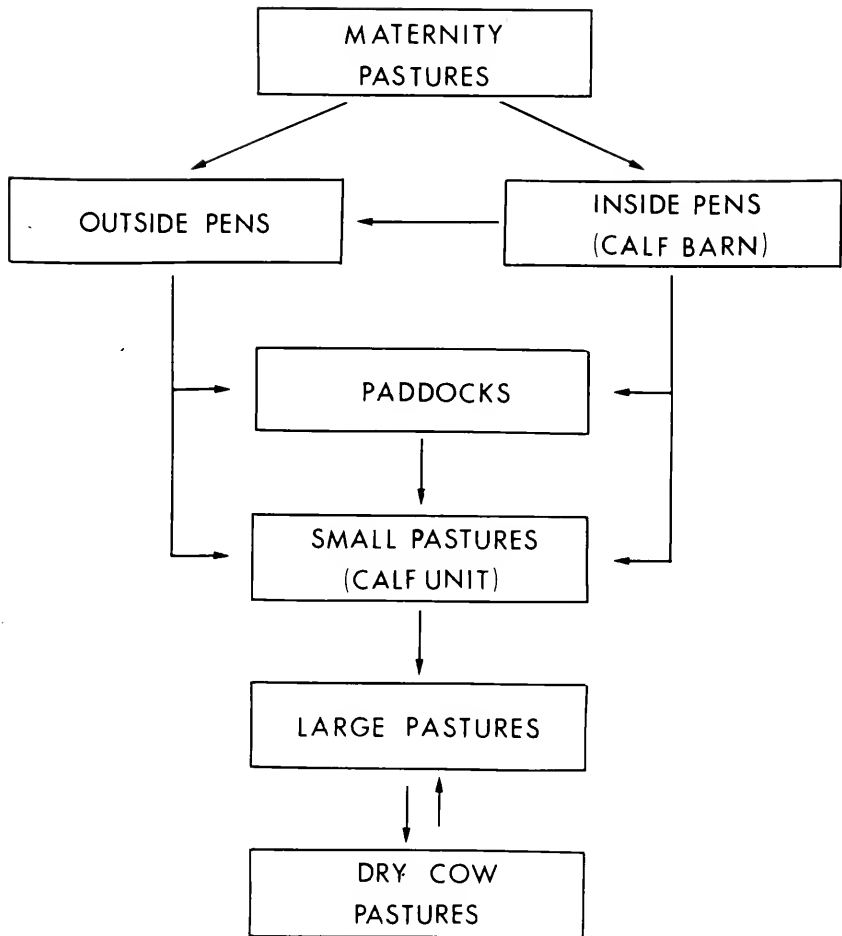 MATERNITY
PASTURES
OUTSIDE PENS
INSIDE PENS
(CALF BARN)
PADDOCKS
SMALL PASTURES
(CALF UNIT)
LARGE PASTURES
DRY COW
PASTURES